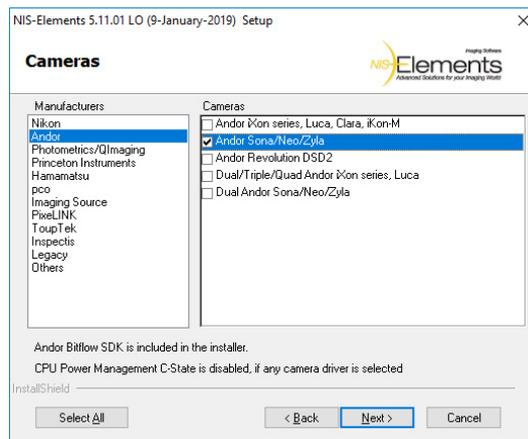 NIS-Elements 5.11.01 LO (9-January-2019) Setup
Cameras
Imaging Software
NIS-Elements
Advanced Solutions for your Imaging World
Manufacturers
Nikon
Andor
Photometrics/QImaging
Princeton Instruments
Hamamatsu
pco
Imaging Source
PixeLINK
ToupTek
Inspectis
Legacy
Others
Cameras
Andor iXon series, Luca, Clara, iKon-M
Andor Sona/Neo/Zyla
Andor Revolution DSD2
Dual/Triple/Quad Andor iXon series, Luca
Dual Andor Sona/Neo/Zyla
Andor Bitflow SDK is included in the installer.
CPU Power Management C-State is disabled, if any camera driver is selected
InstallShield
Select All
< Back
Next >
Cancel